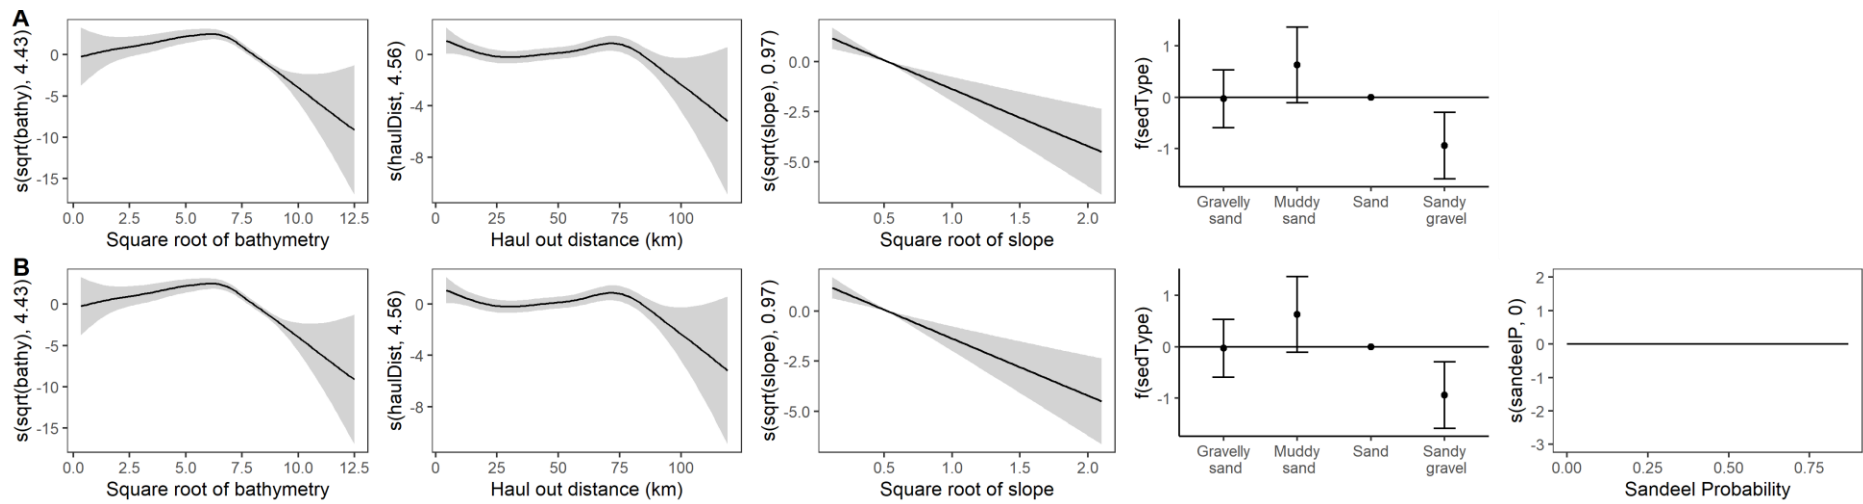 A
s(sqrt(bathy), 4.43)
0
-5
-10
-15
0.0 2.5 5.0 7.5 10.0 12.5
Square root of bathymetry
s(haulDist, 4.56)
0
-4
-8
0 25 50 75 100
Haul out distance (km)
s(sqrt(slope), 0.97)
0.0
-2.5
-5.0
0.5 1.0 1.5 2.0
Square root of slope
f(sedType)
1
0
-1
Gravelly sand
Muddy sand
Sand
Sandy gravel
B
s(sqrt(bathy), 4.43)
0
-5
-10
-15
0.0 2.5 5.0 7.5 10.0 12.5
Square root of bathymetry
s(haulDist, 4.56)
0
-4
-8
0 25 50 75 100
Haul out distance (km)
s(sqrt(slope), 0.97)
0.0
-2.5
-5.0
0.5 1.0 1.5 2.0
Square root of slope
f(sedType)
1
0
-1
Gravelly sand
Muddy sand
Sand
Sandy gravel
s(sandeelP, 0)
2
1
0
-1
-2
-3
0.00 0.25 0.50 0.75
Sandeel Probability